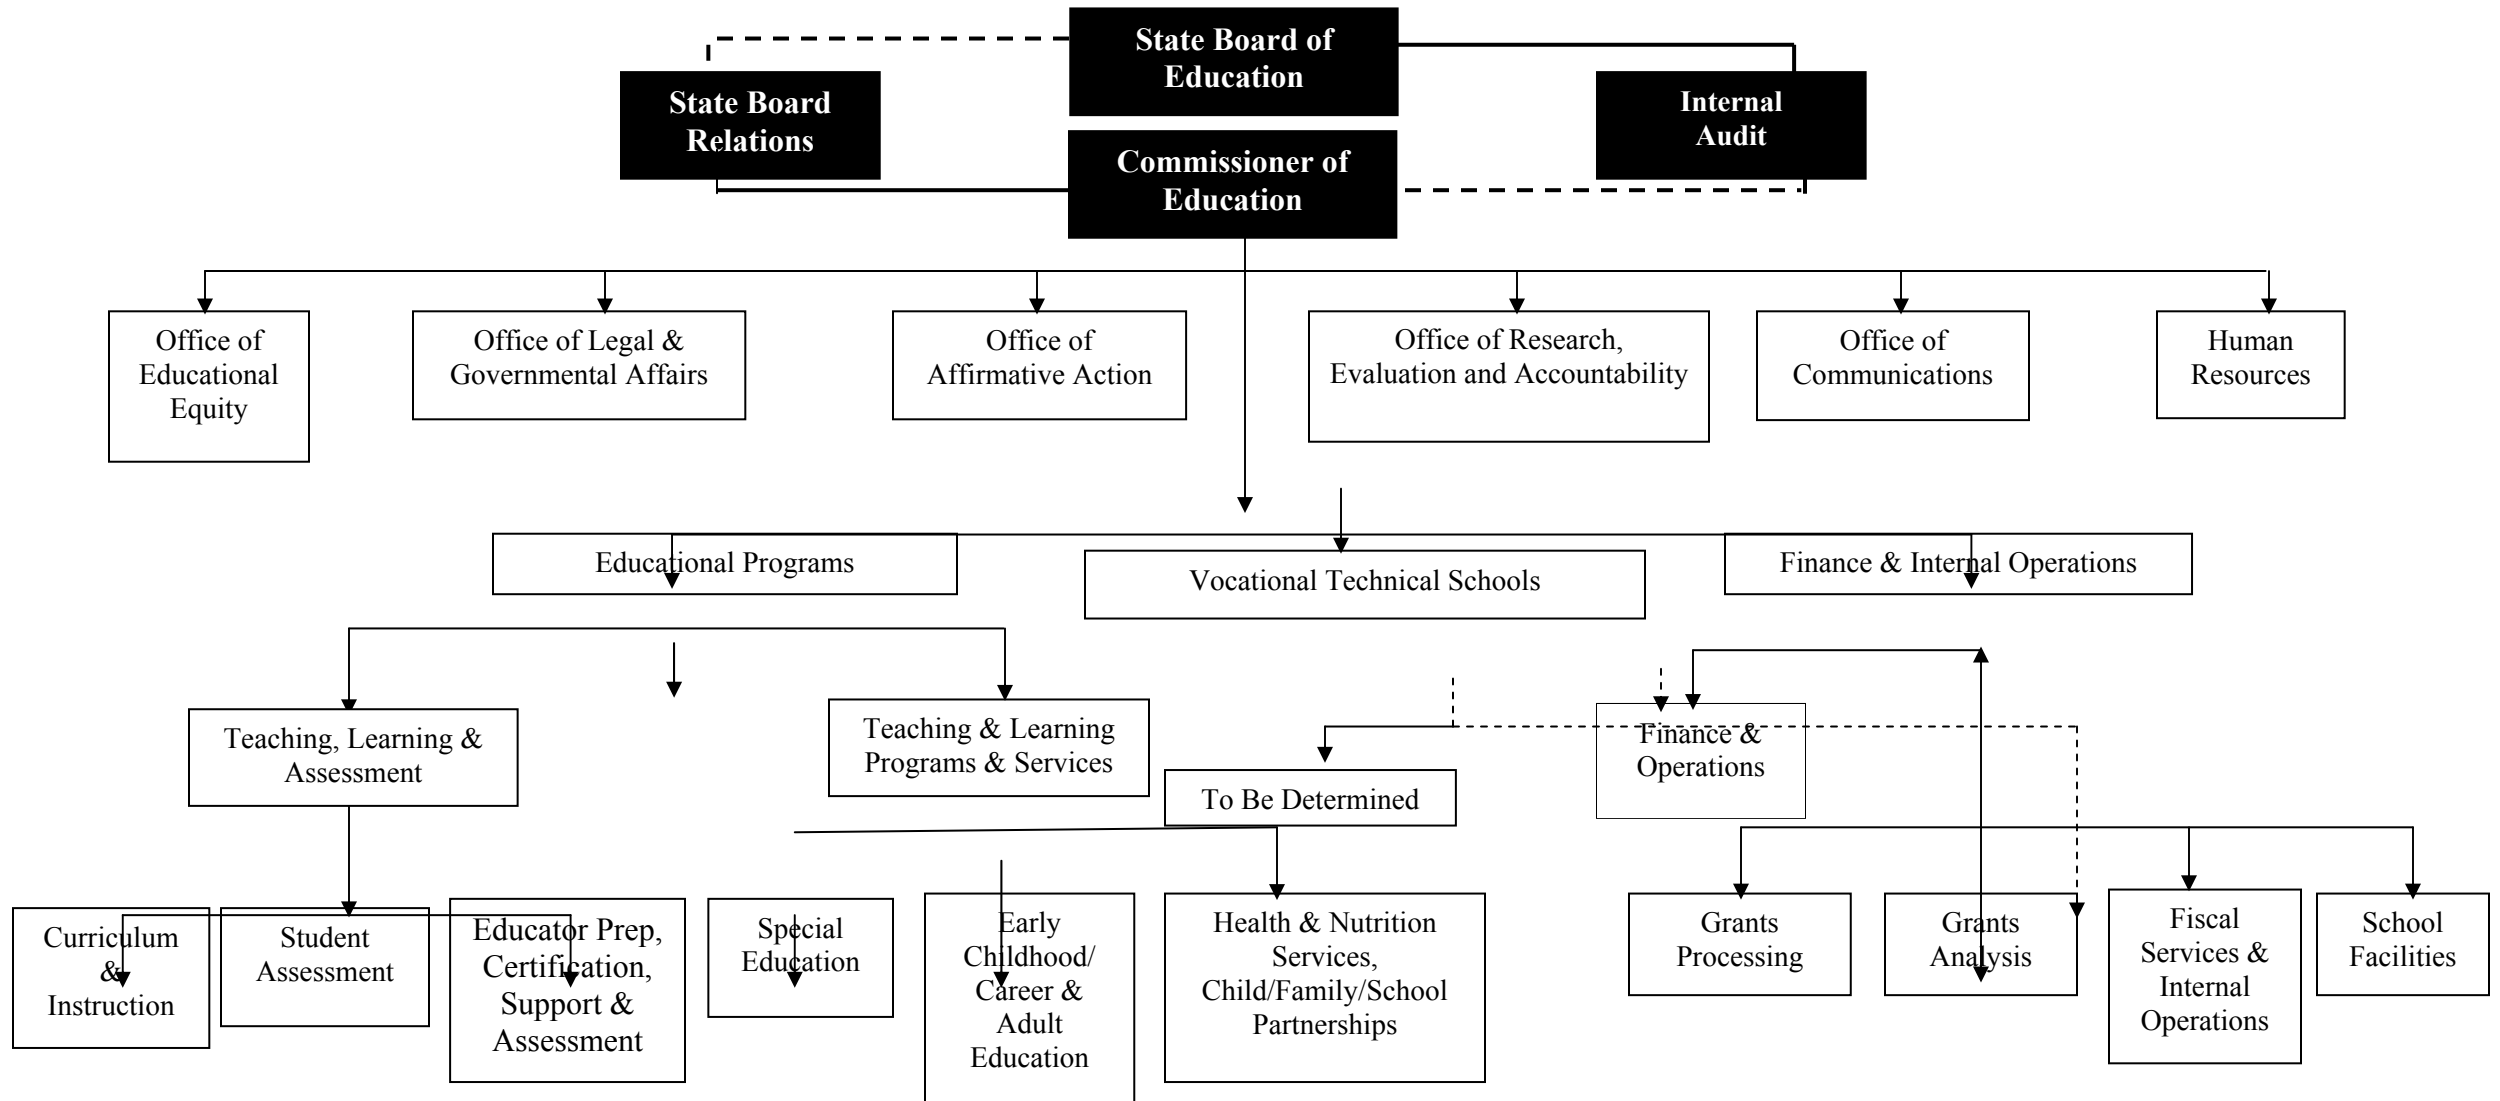 State Board of
Education
State Board
Relations
Internal
Audit
Commissioner of
Education
Office of
Educational
Equity
Office of Legal &
Governmental Affairs
Office of
Affirmative Action
Office of Research,
Evaluation and Accountability
Office of
Communications
Human
Resources
Educational Programs
Vocational Technical Schools
Finance & Internal Operations
Teaching, Learning &
Assessment
Teaching & Learning
Programs & Services
To Be Determined
Finance &
Operations
Curriculum
&
Instruction
Student
Assessment
Educator Prep,
Certification,
Support &
Assessment
Special
Education
Early
Childhood/
Career &
Adult
Education
Health & Nutrition
Services,
Child/Family/School
Partnerships
Grants
Processing
Grants
Analysis
Fiscal
Services &
Internal
Operations
School
Facilities